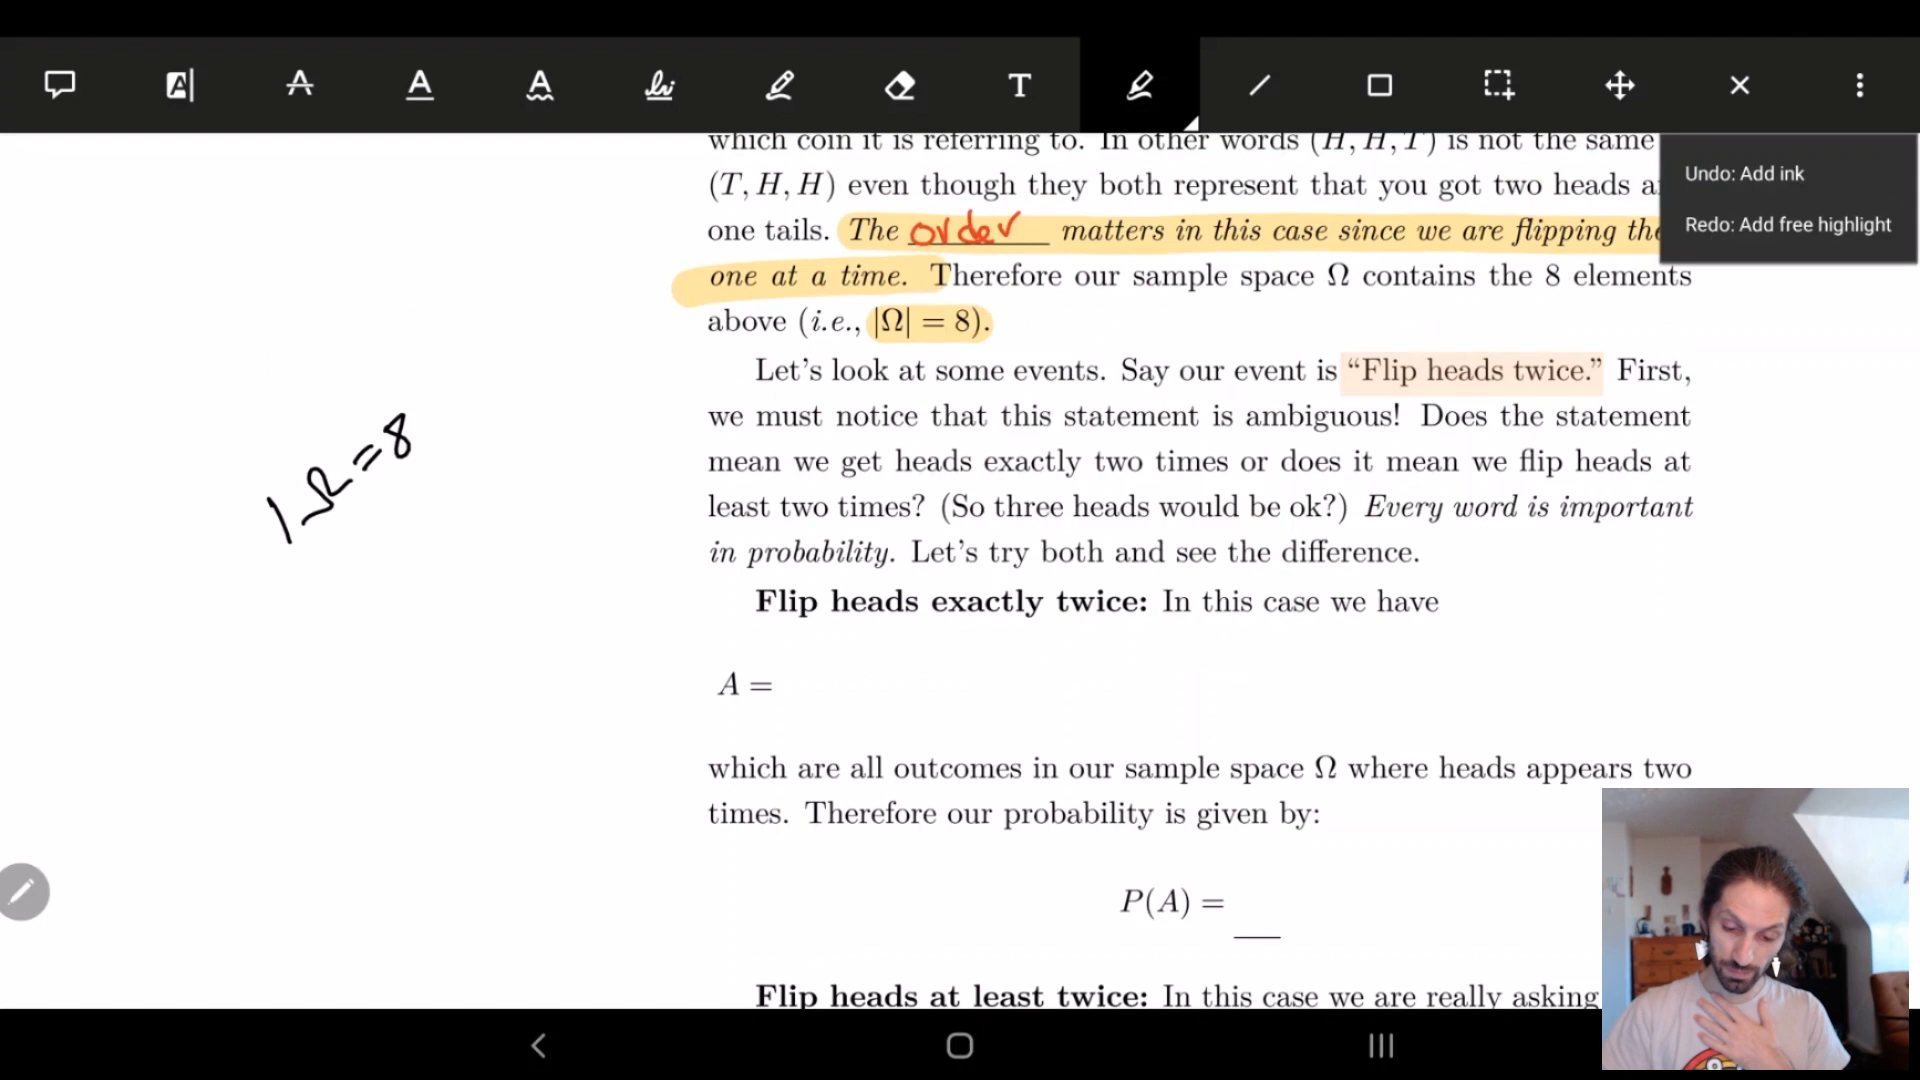 Undo: Add ink
Redo: Add free highlight
which coin it is referring to. In other words (H, H, T) is not the same
(T, H, H) even though they both represent that you got two heads a
one tails. The order matters in this case since we are flipping the
one at a time. Therefore our sample space Ω contains the 8 elements
above (i.e., |Ω| = 8).
Let's look at some events. Say our event is “Flip heads twice.” First,
we must notice that this statement is ambiguous! Does the statement
mean we get heads exactly two times or does it mean we flip heads at
least two times? (So three heads would be ok?) Every word is important
in probability. Let's try both and see the difference.
|Ω=8
Flip heads exactly twice: In this case we have
A =
which are all outcomes in our sample space Ω where heads appears two
times. Therefore our probability is given by:
P(A) =
Flip heads at least twice: In this case we are really asking